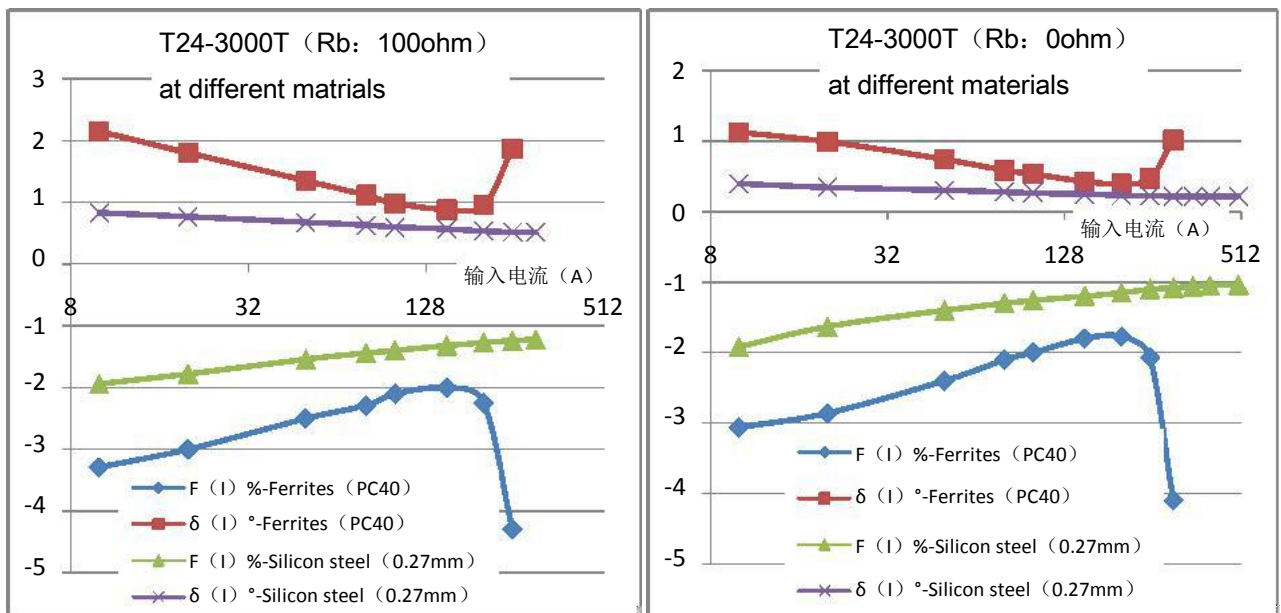 T24-3000T（Rb：100ohm）
at different matrials
3
2
1
0
-1
-2
-3
-4
-5
8
32
128
512
输入电流（A）
F（I）%-Ferrites（PC40）
δ（I）°-Ferrites（PC40）
F（I）%-Silicon steel（0.27mm）
δ（I）°-Silicon steel（0.27mm）
T24-3000T（Rb：0ohm）
at different materials
2
1
0
-1
-2
-3
-4
-5
8
32
128
512
输入电流（A）
F（I）%-Ferrites（PC40）
δ（I）°-Ferrites（PC40）
F（I）%-Silicon steel（0.27mm）
δ（I）°-Silicon steel（0.27mm）